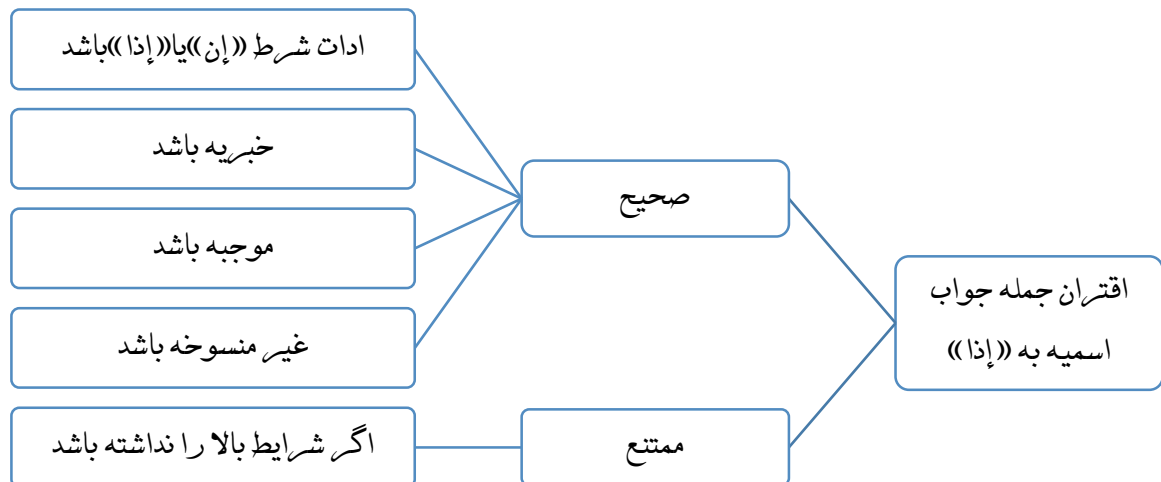 اقتران جمله جواب
اسمیه به «إذا»
صحیح
ادات شرط «إن»یا«إذا»باشد
خبریه باشد
موجبه باشد
غیر منسوخه باشد
ممتنع
اگر شرایط بالا را نداشته باشد